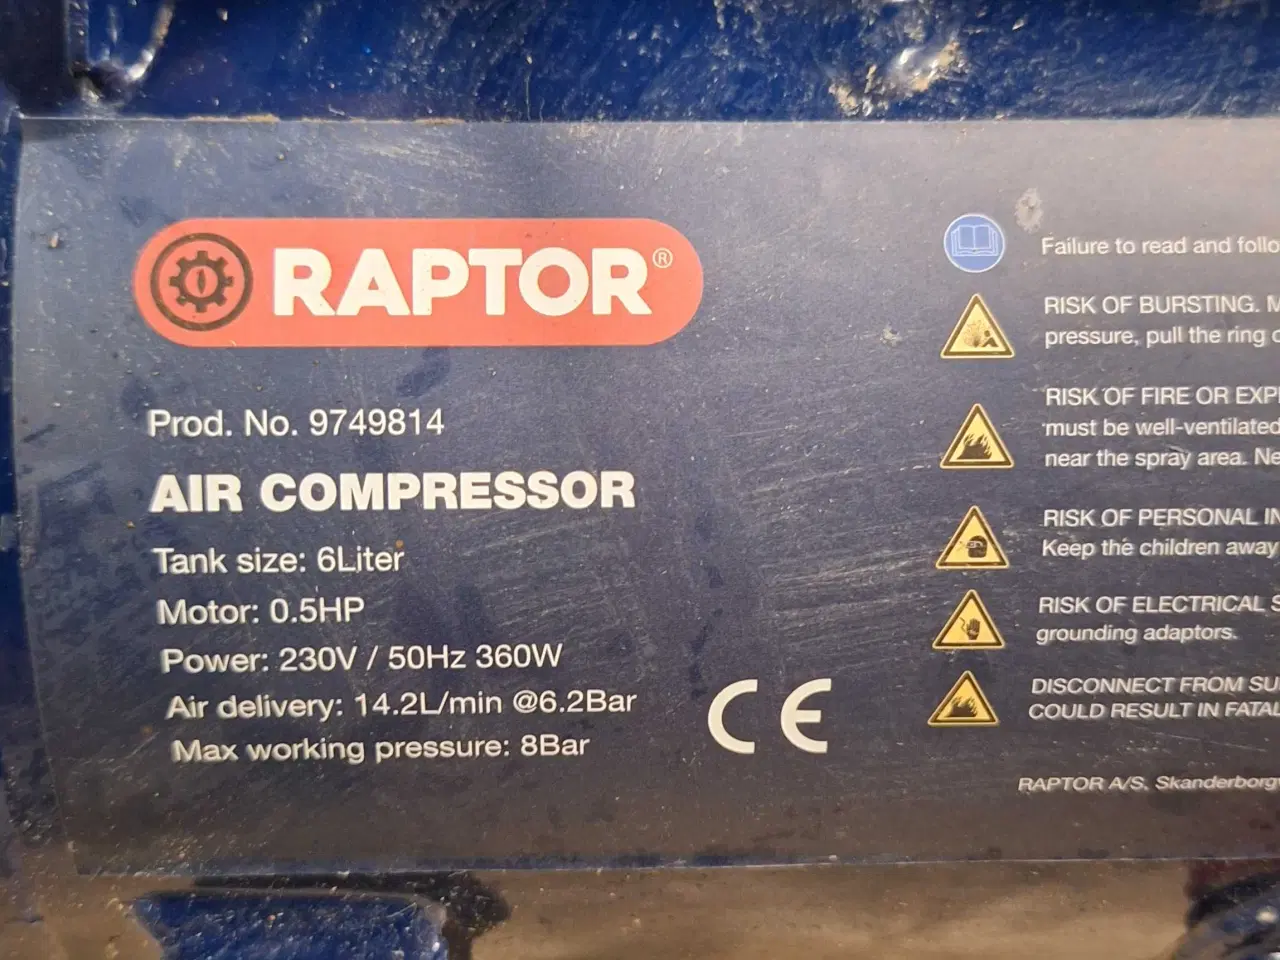 RAPTOR®
Prod. No. 9749814
AIR COMPRESSOR
Tank size: 6Liter
Motor: 0.5HP
Power: 230V / 50Hz 360W
Air delivery: 14.2L/min @6.2Bar
Max working pressure: 8Bar
CE
Failure to read and follo
RISK OF BURSTING. M
pressure, pull the ring
RISK OF FIRE OR EXP
must be well-ventilated
near the spray area. Ne
RISK OF PERSONAL IN
Keep the children away
RISK OF ELECTRICAL S
grounding adaptors.
DISCONNECT FROM SU
COULD RESULT IN FATAL
RAPTOR A/S, Skanderborgv